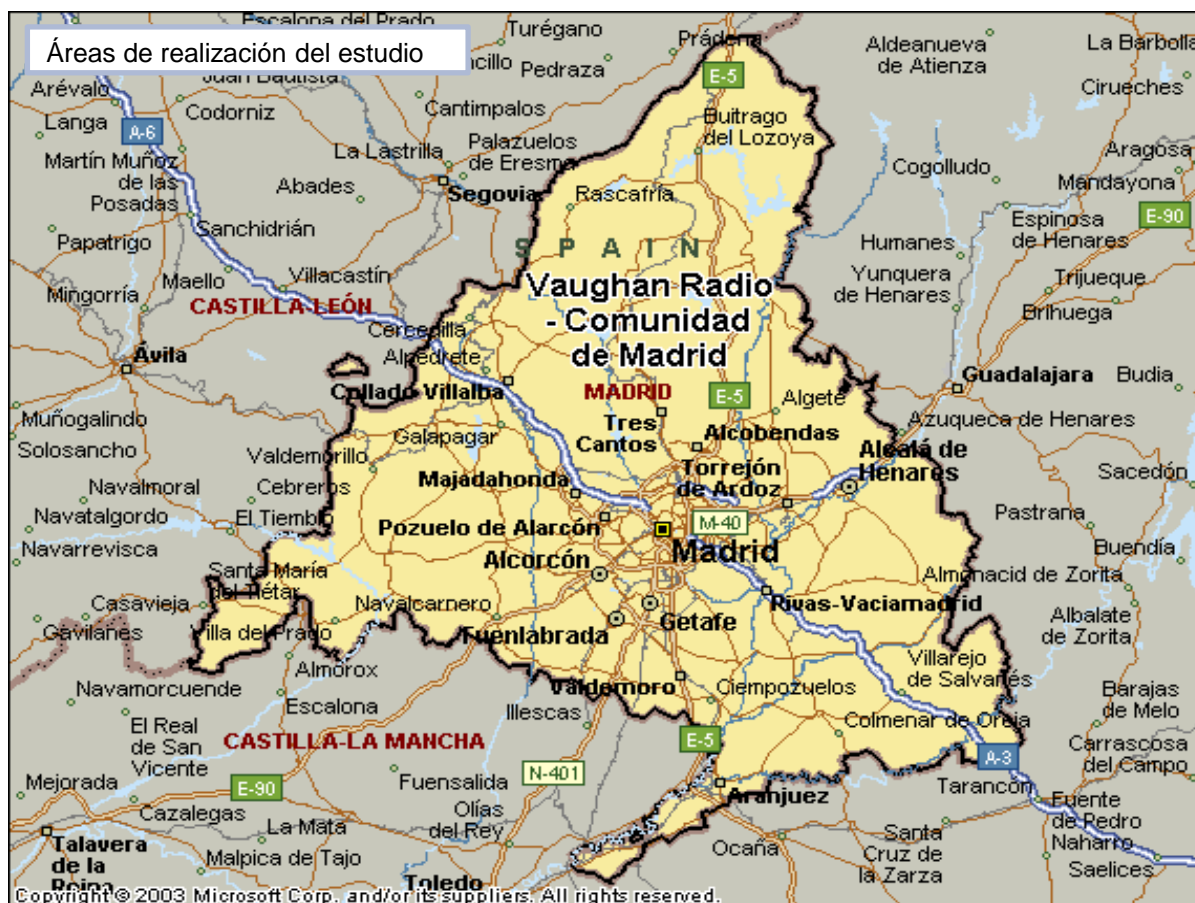 Áreas de realización del estudio
Escalona del Prado
Turégano
Prádena
Aldeanueva
de Atienza
La Barbolla
Cirueches
Pedraza
E-5
Arévalo
Juan Bautista
Cantimpalos
Codorniz
Langa
A-6
Buitrago
del Lozoya
Martín Muñoz
de las
Posadas
La Lastrilla
Palazuelos
de Eresma
Cogolludo
Aragosa
Mandayona
Abades
Segovia
Rascafría
E-90
Espinosa
de Henares
Sanchidrián
Papatrigo
SPAIN
Humanes
Maello
Villacastín
Yunquera
de Henares
Trijueque
Mingorría
CASTILLA-LEÓN
Vaughan Radio
- Comunidad
de Madrid
Brihuega
Cercedilla
Ávila
Alpedrete
Collado Villalba
MADRID
E-5
Guadalajara
Budia
Algete
Muñogalindo
Tres
Cantos
Azuqueca de Henares
Solosancho
Galapagar
Alcobendas
Valdemorillo
Alcalá de
Henares
Majadahonda
Torrejón
de Ardoz
Sacedón
Navalmoral
Cebreros
Navatalgordo
El Tiemblo
Pozuelo de Alarcón
M-40
Pastrana
Navarrevisca
Madrid
Buendía
Alcorcón
Santa María
del Tiétar
Almonacid de Zorita
Casavieja
Navalcarnero
Rivas-Vaciamadrid
Albalate
de Zorita
Gavilanes
Villa del Prado
Fuenlabrada
Getafe
Almorox
Villarejo
de Salvanés
Navamorcuende
Valdemoro
Ciempozuelos
Barajas
de Melo
Escalona
Illescas
Colmenar de Oreja
El Real
de San
Vicente
CASTILLA-LA MANCHA
E-5
A-3
Carrascosa
del Campo
Mejorada
E-90
Fuensalida
N-401
Aranjuez
Tarancón
Cazalegas
Olías
del Rey
Fuente
de Pedro
Naharro
La Mata
Santa
Cruz de
la Zarza
Talavera
de la
Reina
Malpica de Tajo
Ocaña
Saelices
Toledo
Copyright © 2003 Microsoft Corp. and/or its suppliers. All rights reserved.